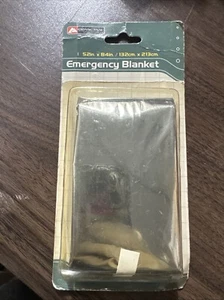 52in. x 84in. / 132cm x 213cm
Emergency Blanket